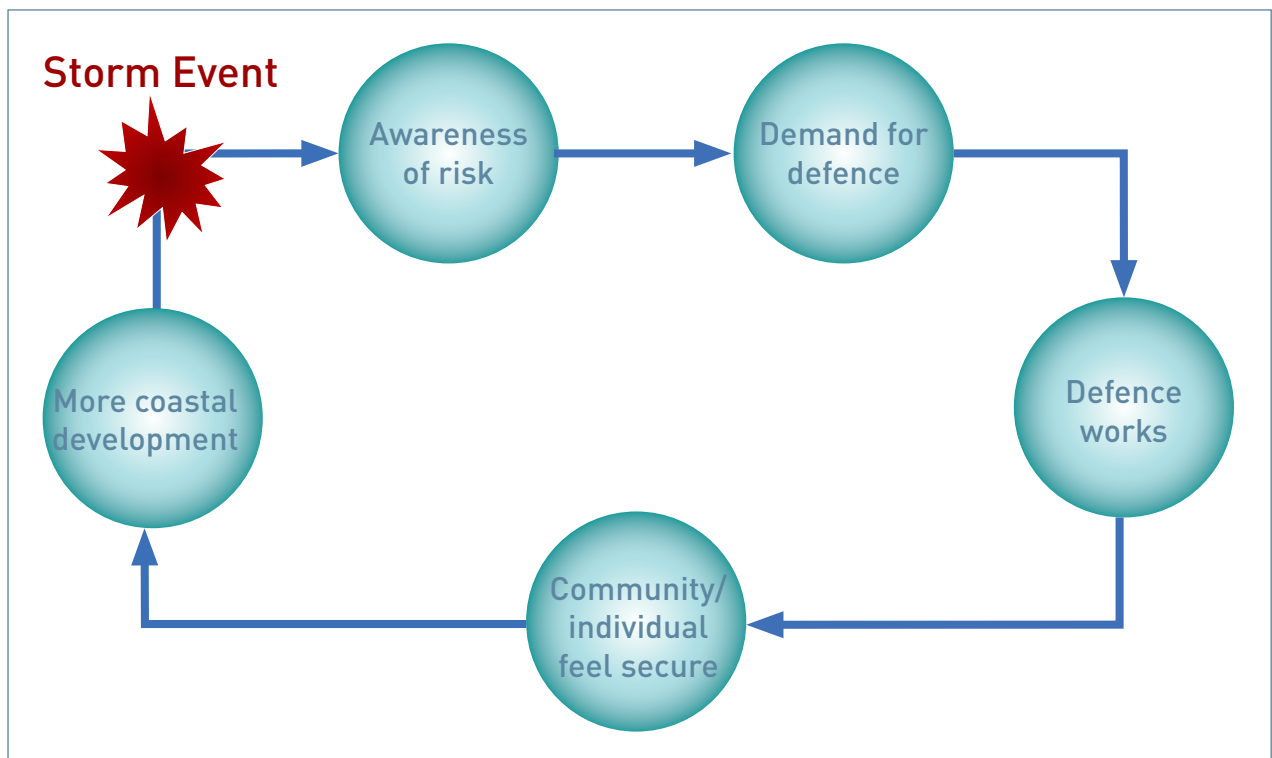 Storm Event
Awareness
of risk
Demand for
defence
Defence
works
Community/
individual
feel secure
More coastal
development